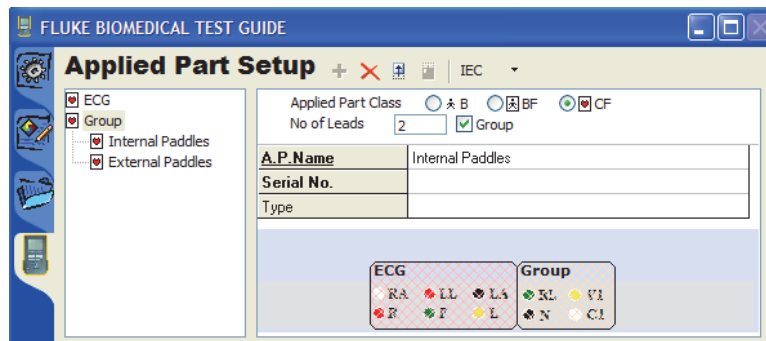 FLUKE BIOMEDICAL TEST GUIDE
Applied Part Setup IEC
ECG
Group
Internal Paddles
External Paddles
Applied Part Class B BF CF
No of Leads 2 Group
A.P.Name Internal Paddles
Serial No.
Type
ECG Group
RA LL LA RL V1
R F L N C1